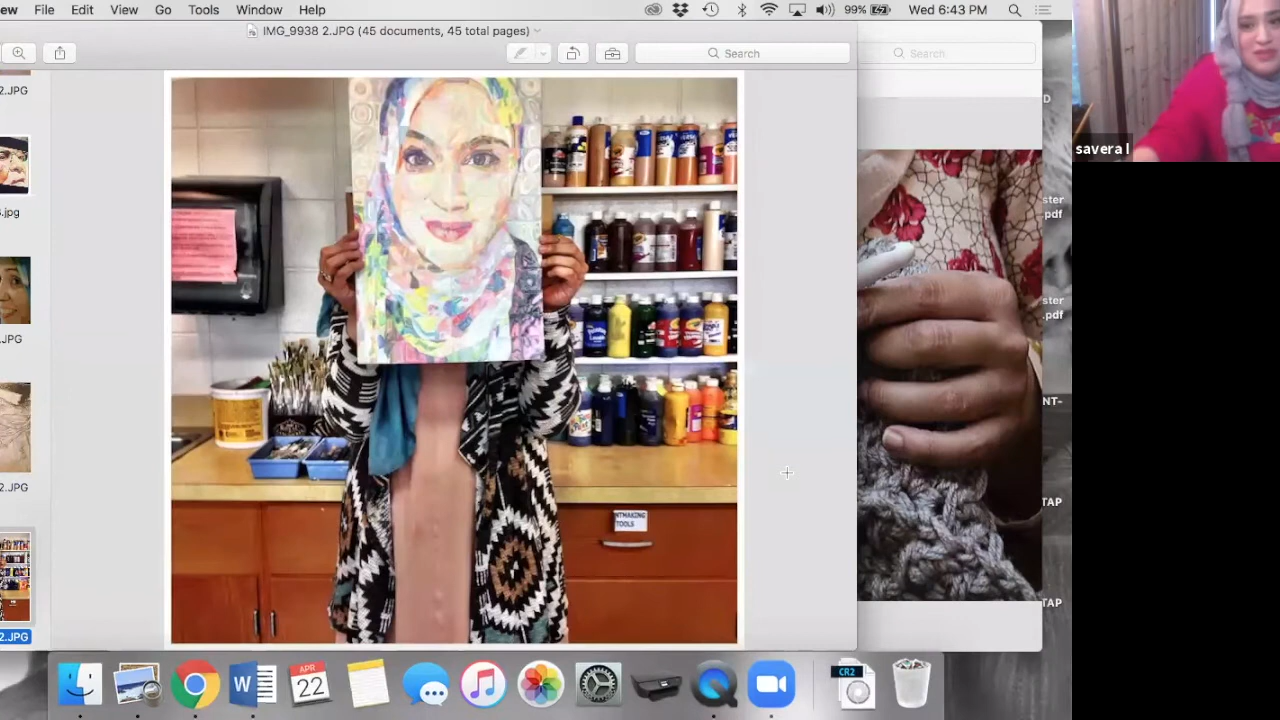 ew File Edit View Go Tools Window Help
99% Wed 6:43 PM
IMG_9938 2.JPG (45 documents, 45 total pages)
Search
Search
2.JPG
.jpg
.JPG
2.JPG
2.JPG
savera l
D
ster
.pdf
ster
.pdf
NT-
TAP
TAP
NTMAKING
TOOLS
W
APR
22
CR2